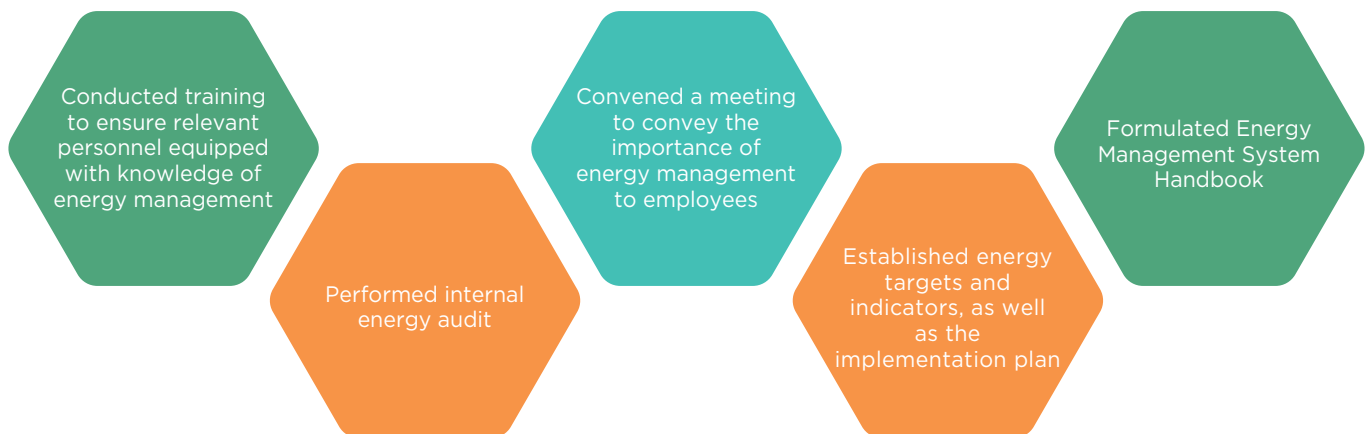 Conducted training
to ensure relevant
personnel equipped
with knowledge of
energy management
Performed internal
energy audit
Convened a meeting
to convey the
importance of
energy management
to employees
Established energy
targets and
indicators, as well
as the
implementation plan
Formulated Energy
Management System
Handbook